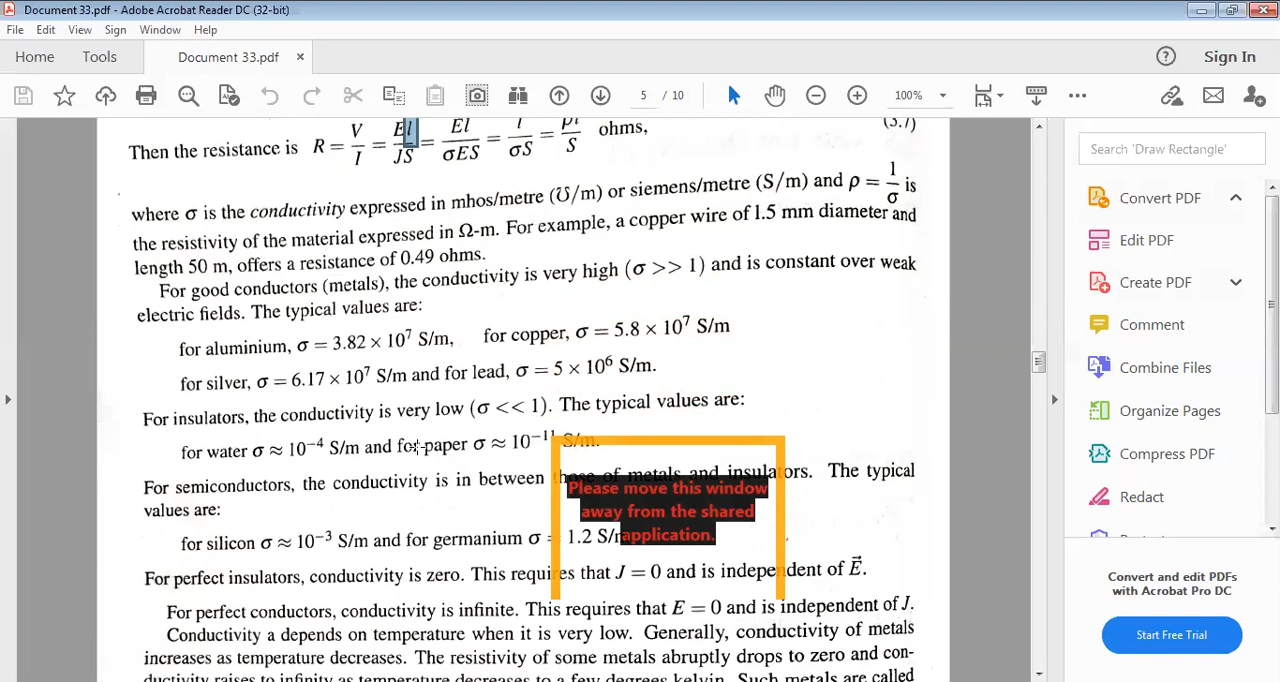 Document 33.pdf - Adobe Acrobat Reader DC (32-bit)
File Edit View Sign Window Help
Home Tools Document 33.pdf × Sign In
5 / 10 100%
Then the resistance is R = V/I = El/JS = El/σES = l/σS = ρl/S ohms, (3.7)
where σ is the conductivity expressed in mhos/metre (℧/m) or siemens/metre (S/m) and ρ = 1/σ is
the resistivity of the material expressed in Ω-m. For example, a copper wire of 1.5 mm diameter and
length 50 m, offers a resistance of 0.49 ohms.
For good conductors (metals), the conductivity is very high (σ >> 1) and is constant over weak
electric fields. The typical values are:
for aluminium, σ = 3.82 × 10⁷ S/m, for copper, σ = 5.8 × 10⁷ S/m
for silver, σ = 6.17 × 10⁷ S/m and for lead, σ = 5 × 10⁶ S/m.
For insulators, the conductivity is very low (σ << 1). The typical values are:
for water σ ≈ 10⁻⁴ S/m and for paper σ ≈ 10⁻¹¹ S/m.
For semiconductors, the conductivity is in between those of metals and insulators. The typical
values are:
for silicon σ ≈ 10⁻³ S/m and for germanium σ = 1.2 S/m
Please move this window
away from the shared
application.
For perfect insulators, conductivity is zero. This requires that J = 0 and is independent of E⃗.
For perfect conductors, conductivity is infinite. This requires that E = 0 and is independent of J.
Conductivity a depends on temperature when it is very low. Generally, conductivity of metals
increases as temperature decreases. The resistivity of some metals abruptly drops to zero and con-
ductivity raises to infinity as temperature decreases to a few degrees kelvin. Such metals are called
Search 'Draw Rectangle'
Convert PDF
Edit PDF
Create PDF
Comment
Combine Files
Organize Pages
Compress PDF
Redact
Convert and edit PDFs
with Acrobat Pro DC
Start Free Trial